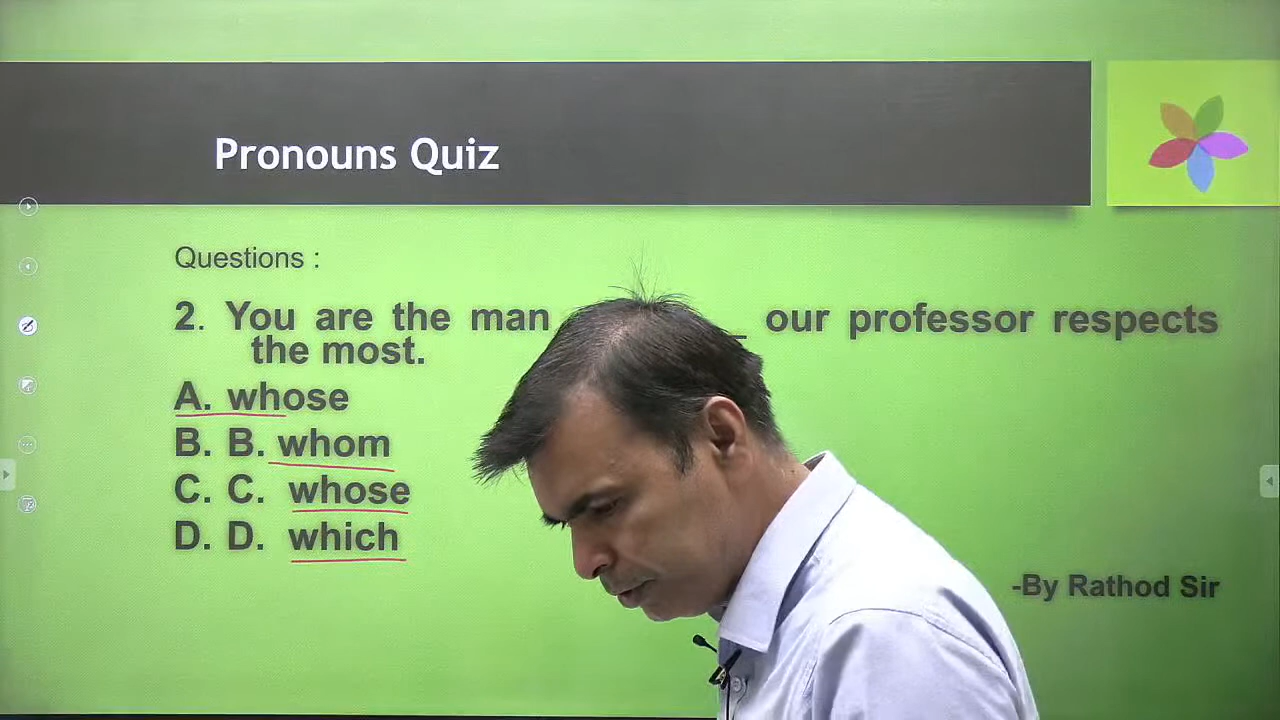 Pronouns Quiz
Questions :
2. You are the man _ our professor respects
the most.
A. whose
B. B. whom
C. C. whose
D. D. which
-By Rathod Sir